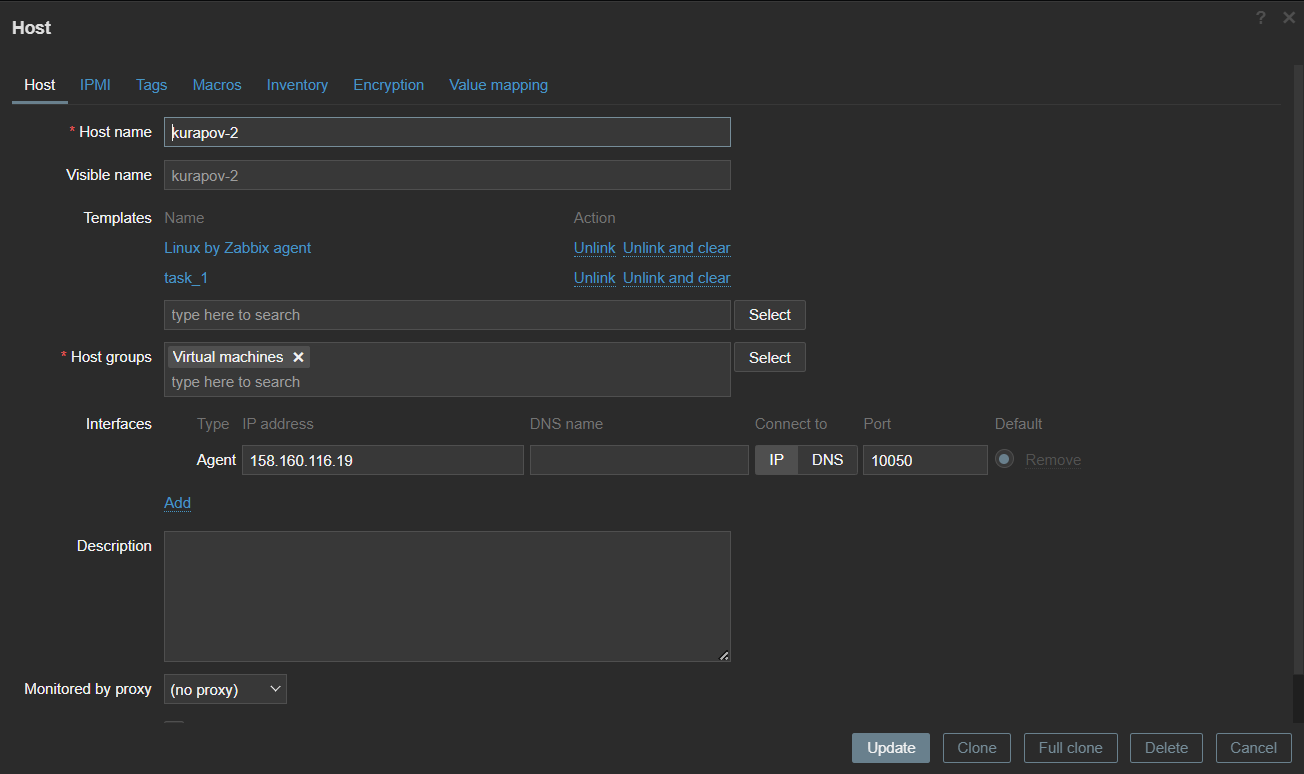 Host
? ×
Host IPMI Tags Macros Inventory Encryption Value mapping
* Host name kurapov-2
Visible name kurapov-2
Templates Name Action
Linux by Zabbix agent Unlink Unlink and clear
task_1 Unlink Unlink and clear
type here to search Select
* Host groups Virtual machines × Select
type here to search
Interfaces Type IP address DNS name Connect to Port Default
Agent 158.160.116.19 IP DNS 10050 Remove
Add
Description
Monitored by proxy (no proxy)
Update Clone Full clone Delete Cancel